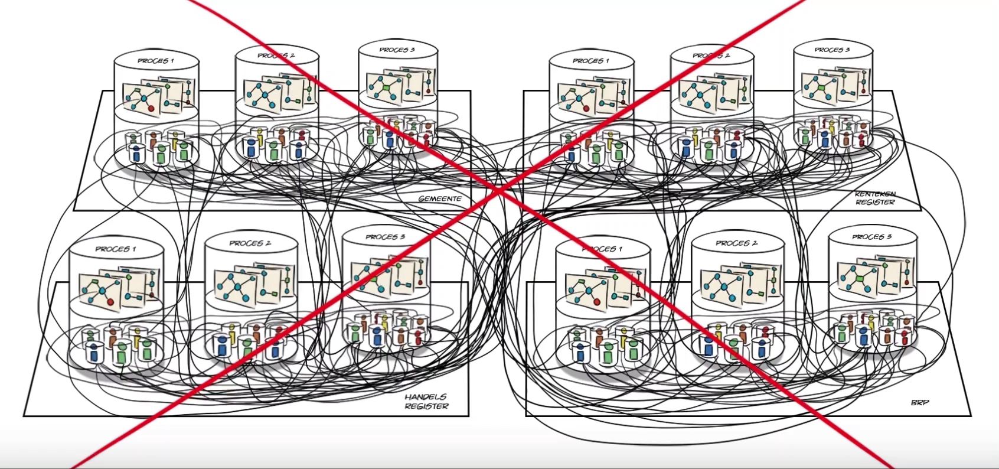 PROCES 1
PROCES 2
PROCES 3
PROCES 1
PROCES 2
PROCES 3
GEMEENTE
KENTEKEN
REGISTER
PROCES 1
PROCES 2
PROCES 3
PROCES 1
PROCES 2
PROCES 3
HANDELS
REGISTER
BRP